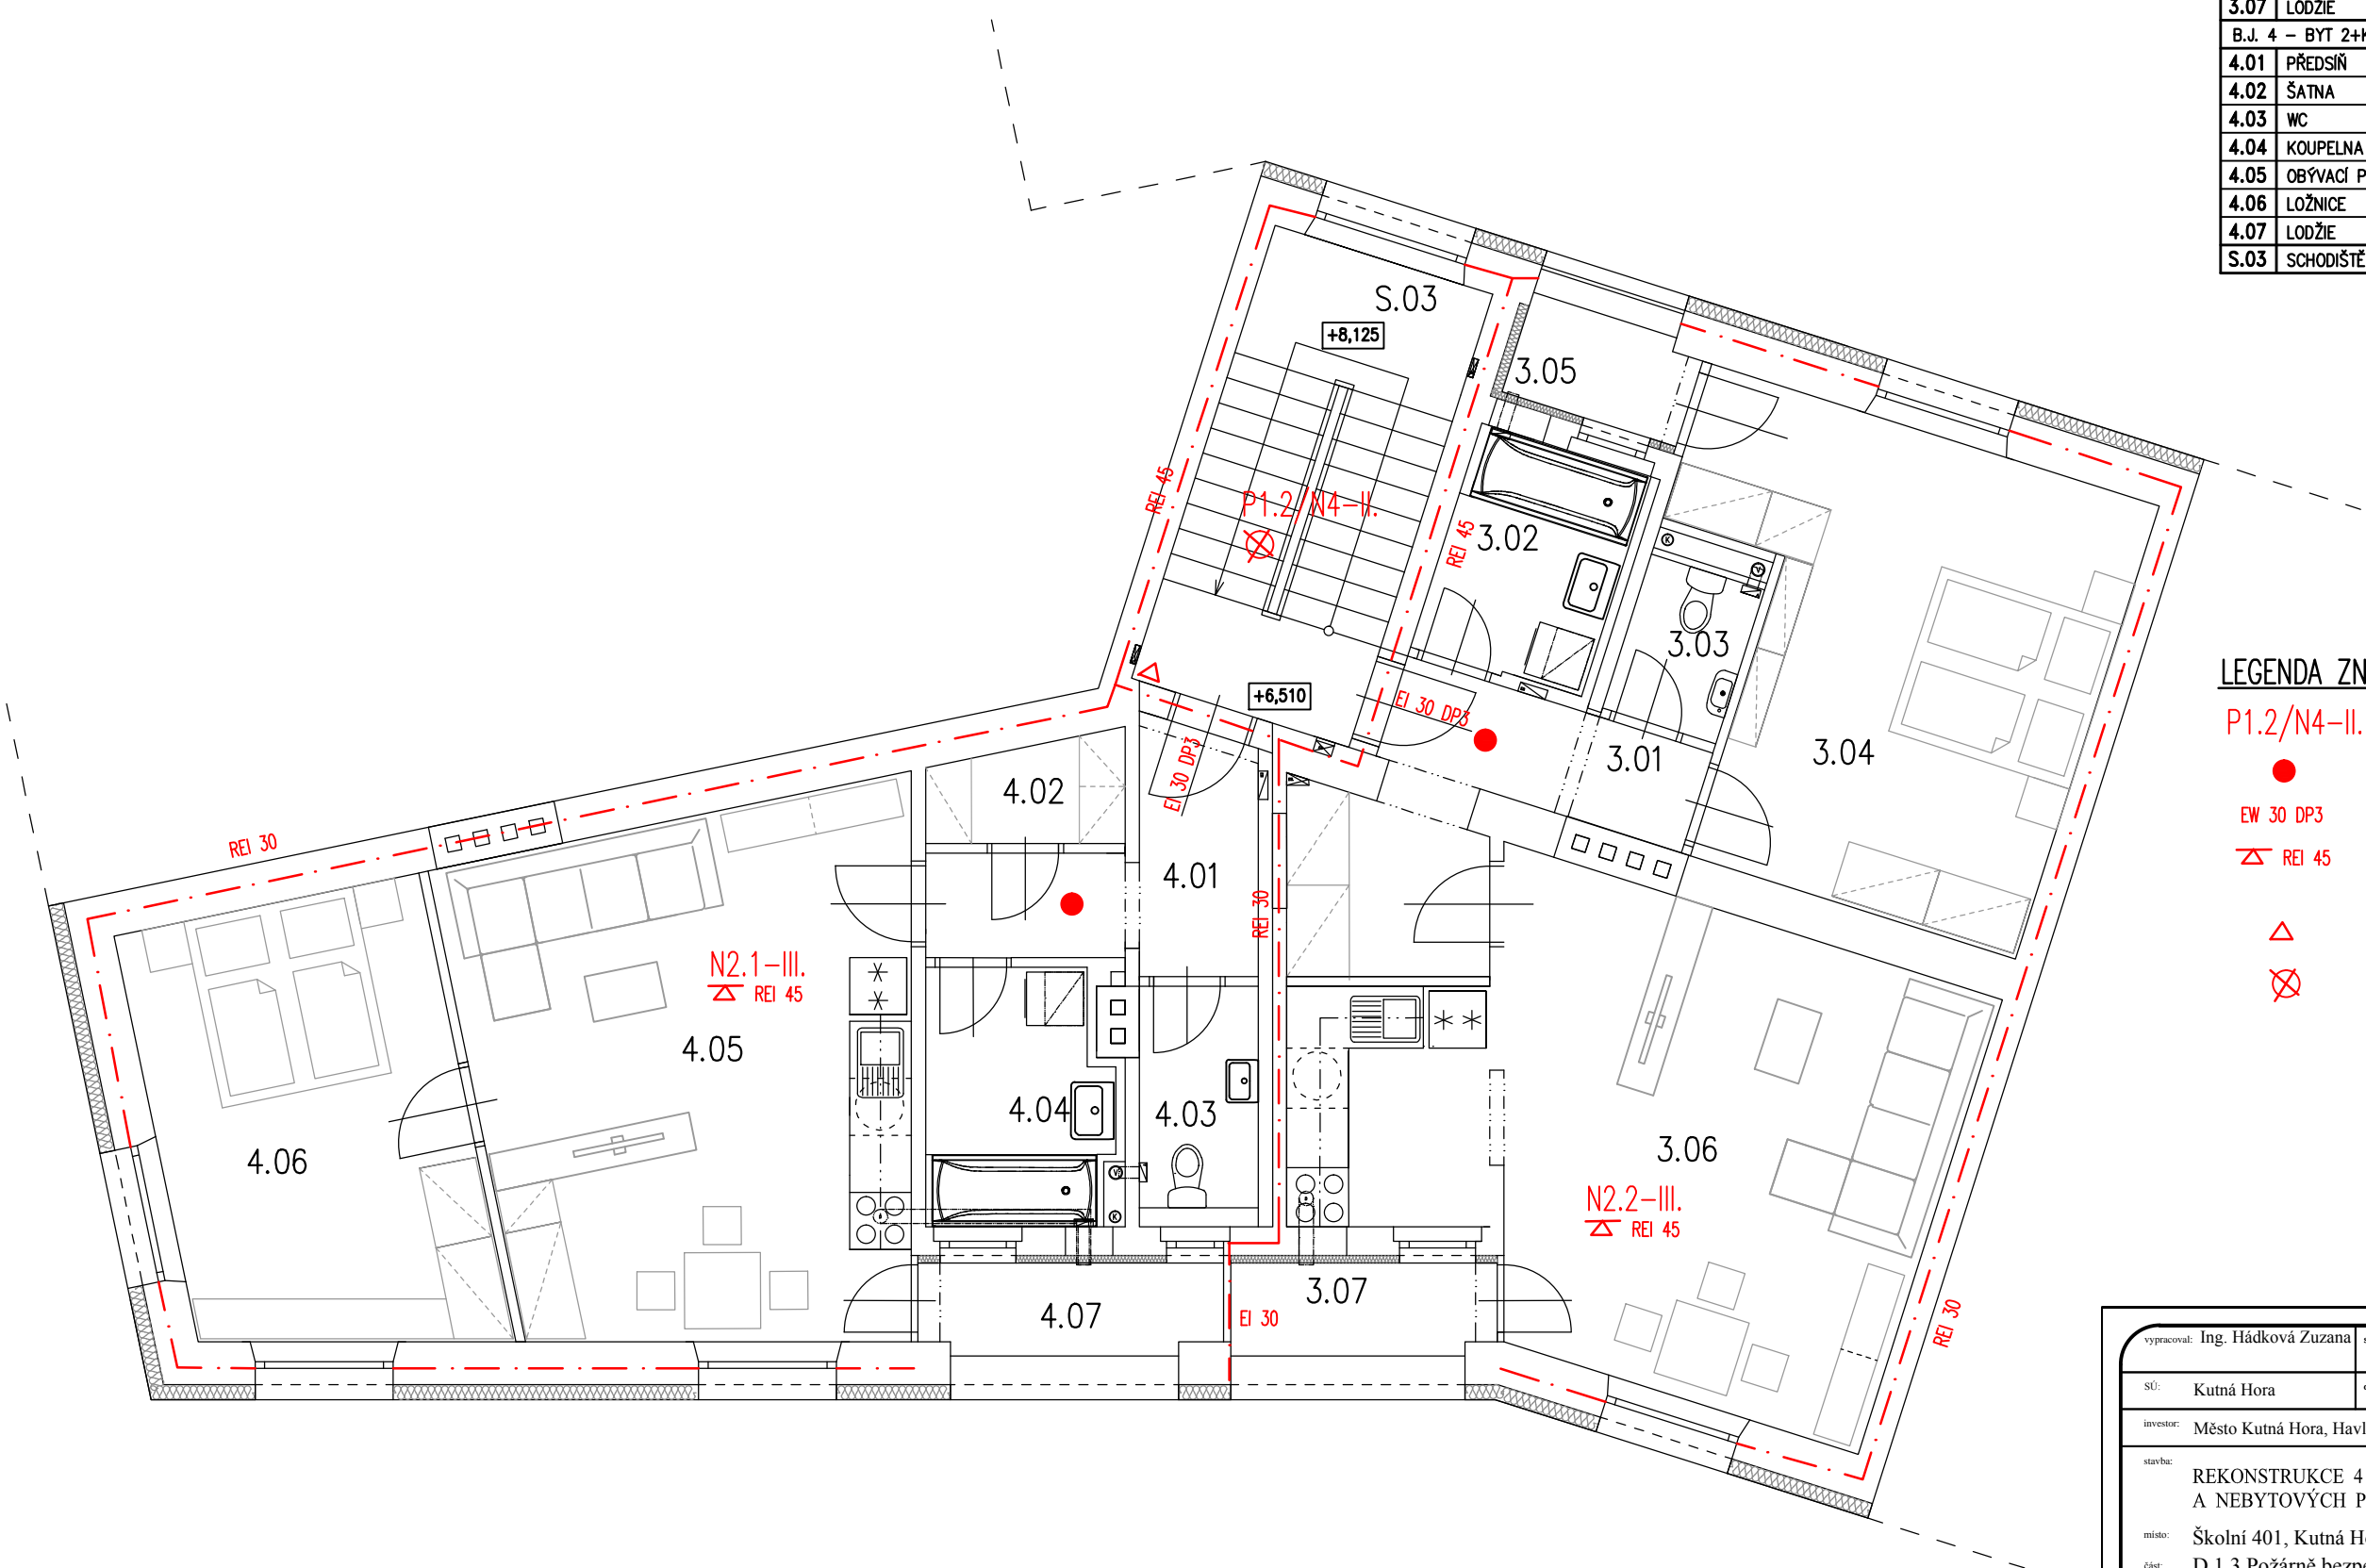 3.07 LODŽIE
B.J. 4 – BYT 2+K
4.01 PŘEDSÍŇ
4.02 ŠATNA
4.03 WC
4.04 KOUPELNA
4.05 OBÝVACÍ P
4.06 LOŽNICE
4.07 LODŽIE
S.03 SCHODIŠTĚ
S.03
+8,125
3.05
REI 45
P1.2/N4-II.
REI 45
3.02
3.03
+6,510
EI 30 DP3
3.01
3.04
EI 30 DP3
4.02
4.01
REI 30
REI 30
N2.1-III.
REI 45
4.05
4.04
4.03
4.06
3.06
N2.2-III.
REI 45
4.07
EI 30
3.07
REI 30
LEGENDA ZN
P1.2/N4-II.
EW 30 DP3
REI 45
vypracoval: Ing. Hádková Zuzana
SÚ: Kutná Hora
investor: Město Kutná Hora, Havl
stavba:
REKONSTRUKCE 4
A NEBYTOVÝCH P
místo: Školní 401, Kutná Ho
část: D.1.3 Požárně bezpe